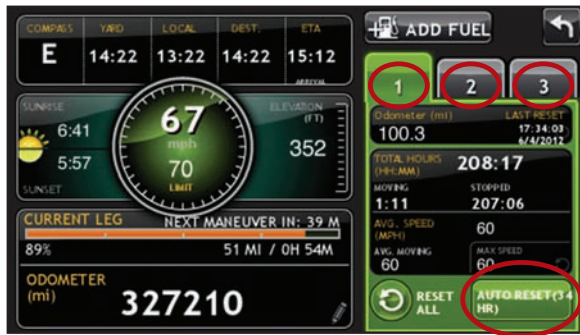 COMPASS YARD LOCAL DEST. ETA
E 14:22 13:22 14:22 15:12
ARRIVAL
ADD FUEL
1 2 3
SUNRISE
6:41
5:57
SUNSET
67
mph
70
LIMIT
ELEVATION
(FT)
352
Odometer (mi) LAST RESET
100.3 17:34:03
6/4/2012
TOTAL HOURS
(HH:MM) 208:17
MOVING STOPPED
1:11 207:06
AVG. SPEED
(MPH) 60
AVG. MOVING MAX SPEED
60 60
CURRENT LEG NEXT MANEUVER IN: 39 M
89% 51 MI / 0H 54M
ODOMETER
(mi) 327210
RESET
ALL
AUTO RESET(34
HR)